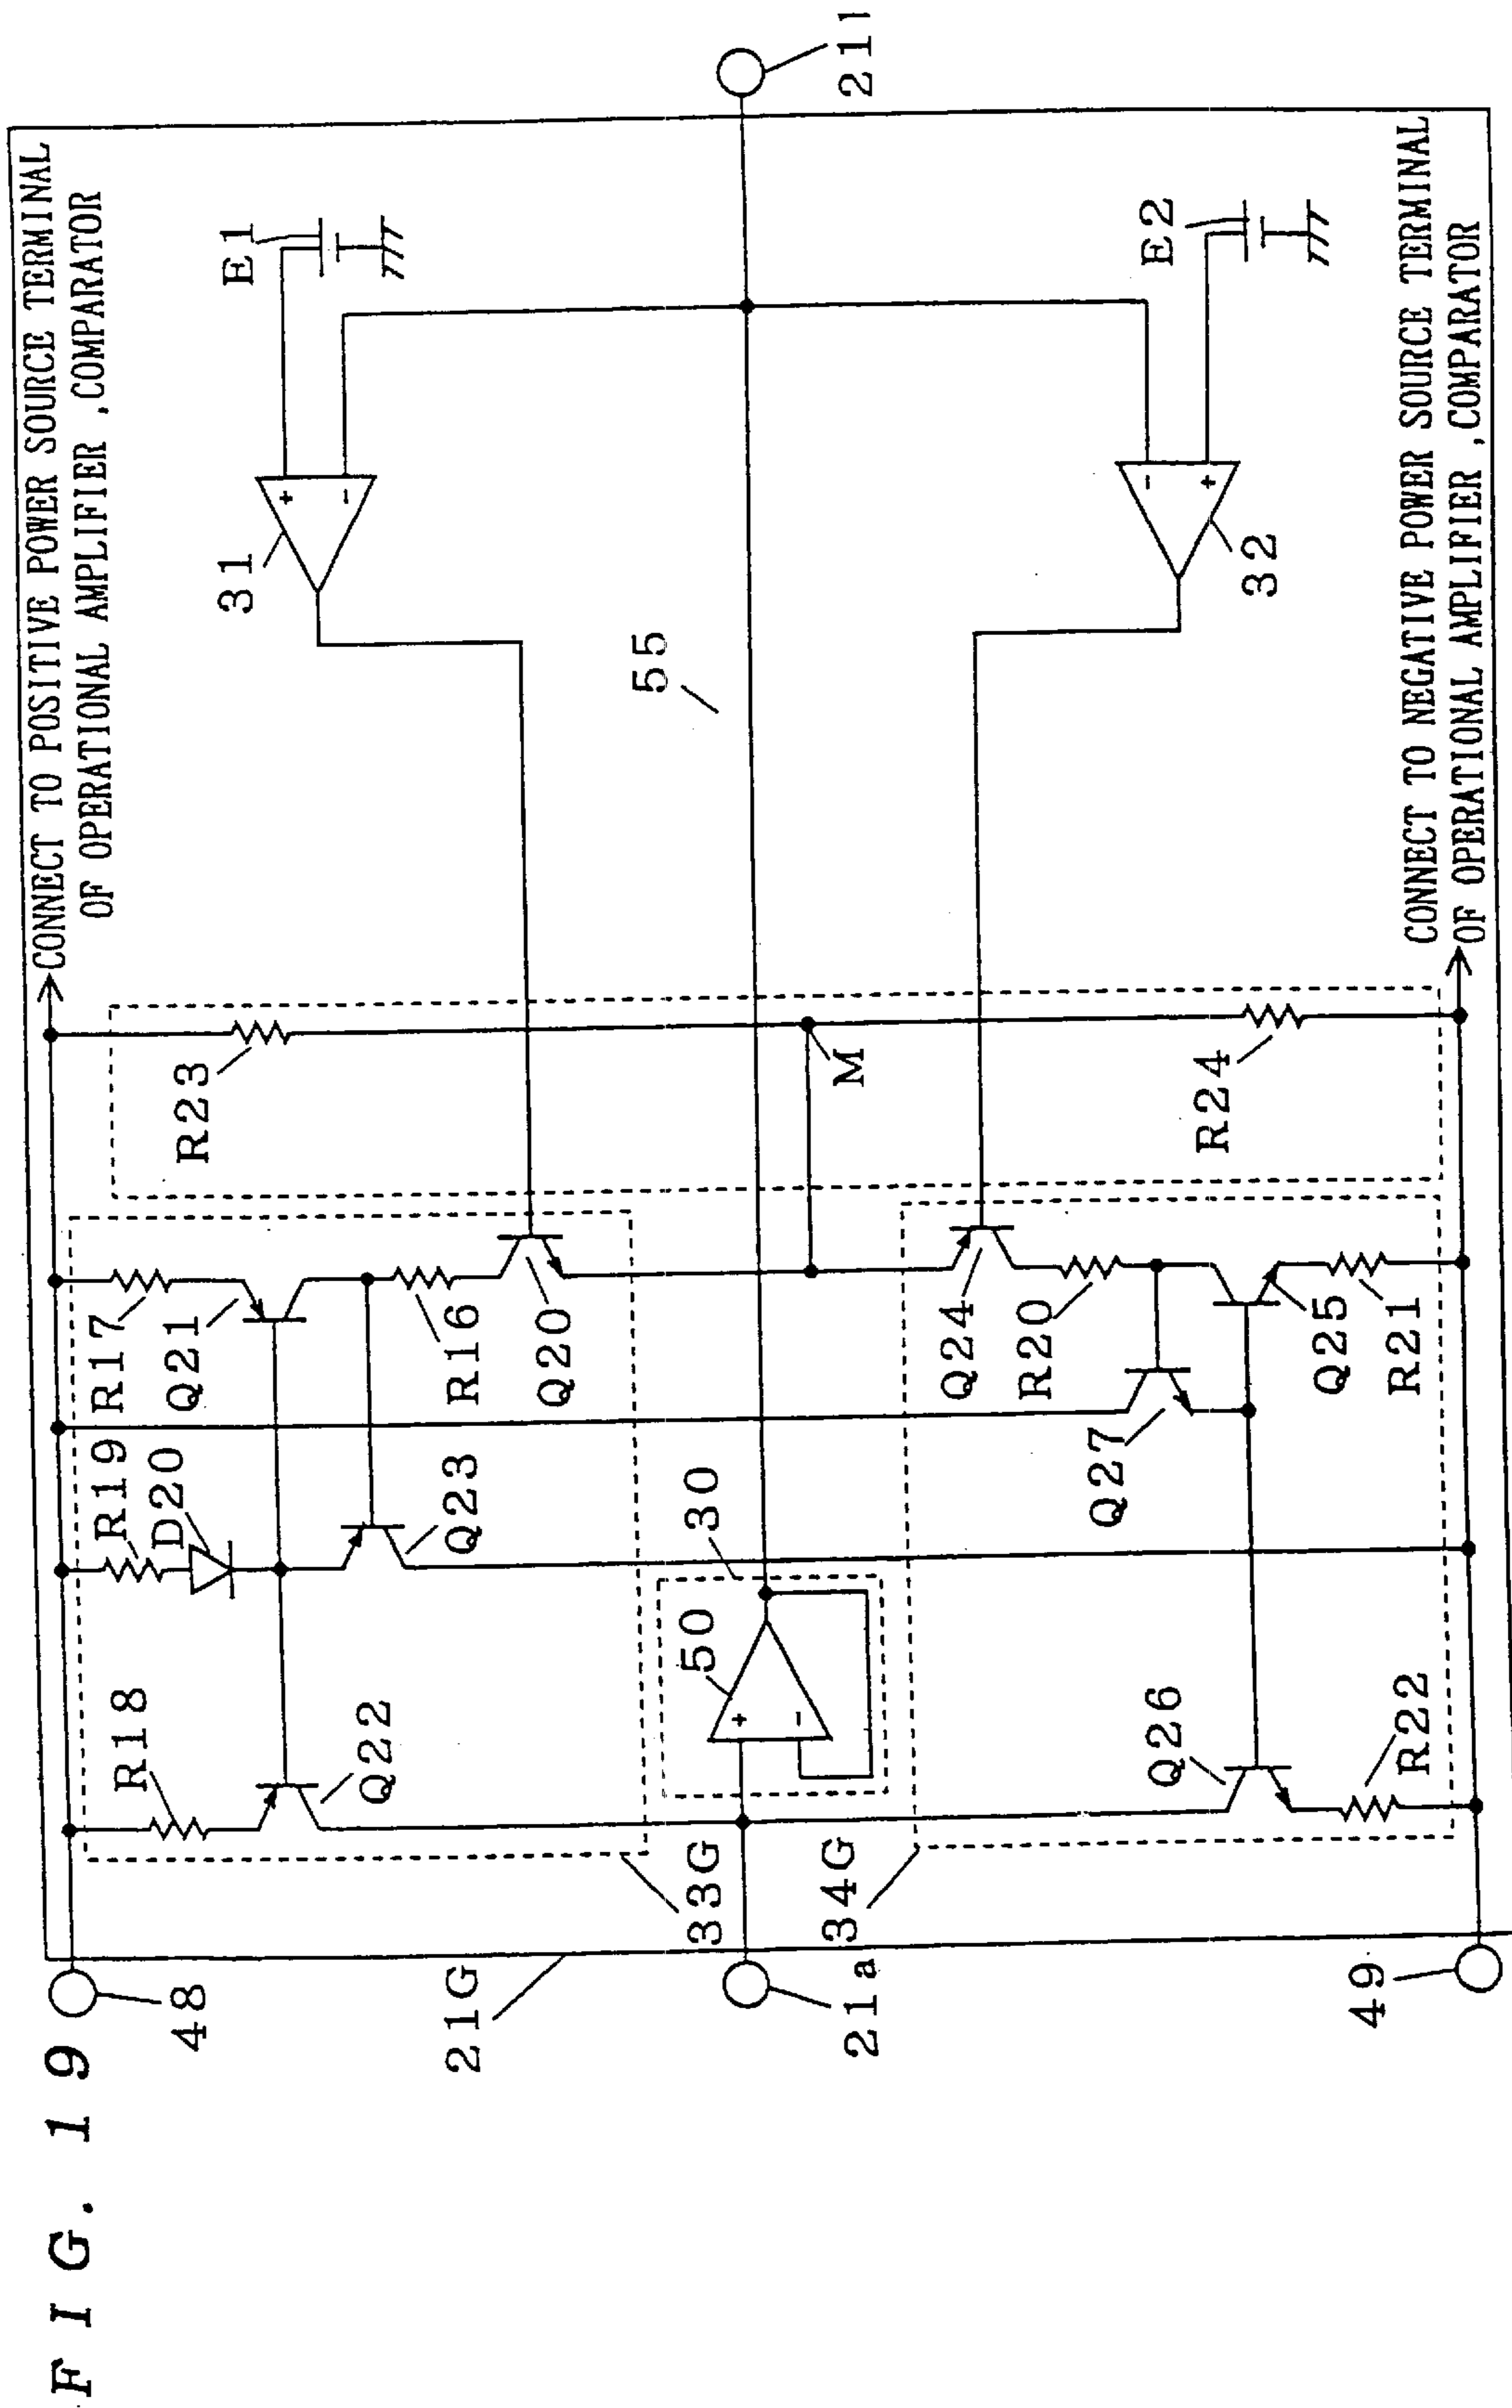 FIG. 19
CONNECT TO POSITIVE POWER SOURCE TERMINAL
OF OPERATIONAL AMPLIFIER ,COMPARATOR
48
R18
R19
D20
R17
Q21
R23
31
E1
Q22
Q23
R16
Q20
21G
33G
50
30
55
M
21a
211
34G
Q24
R20
Q26
Q27
R24
32
E2
R22
Q25
R21
49
CONNECT TO NEGATIVE POWER SOURCE TERMINAL
OF OPERATIONAL AMPLIFIER ,COMPARATOR
+
-
+
-
-
+